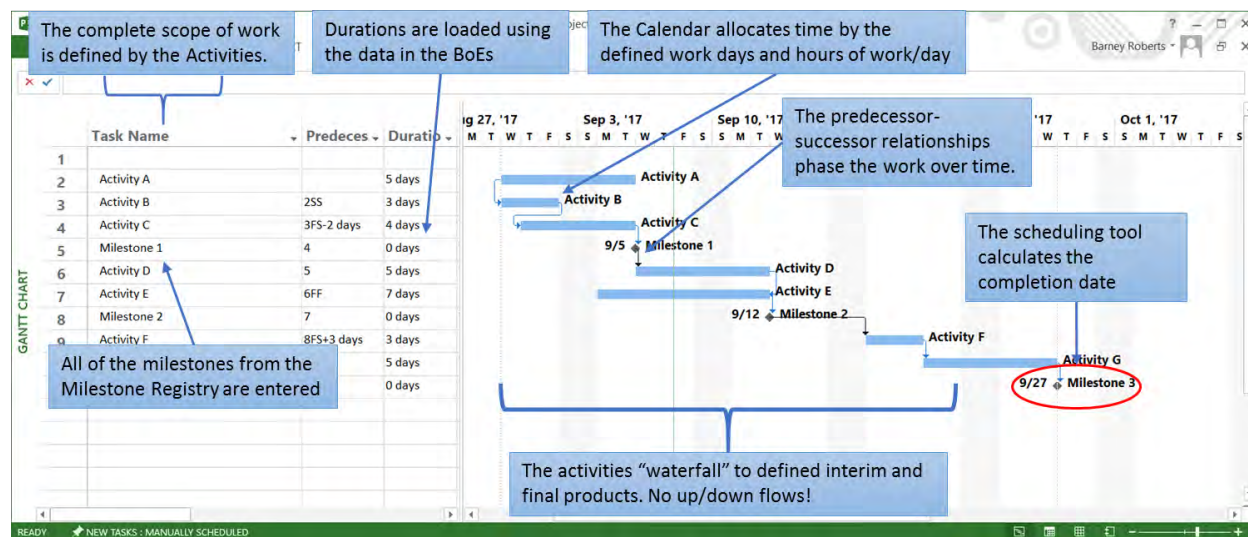 The complete scope of work
is defined by the Activities.
Durations are loaded using
the data in the BoEs
The Calendar allocates time by the
defined work days and hours of work/day
Barney Roberts
Task Name Predeces Duratio
'17 Sep 3, '17 Sep 10, '17 '17 Oct 1, '17
M T W T F S S M T W T F S S M T W W T F S S M T W T F S
The predecessor-
successor relationships
phase the work over time.
1
2 Activity A 5 days Activity A
3 Activity B 2SS 3 days Activity B
4 Activity C 3FS-2 days 4 days Activity C
5 Milestone 1 4 0 days 9/5 Milestone 1
6 Activity D 5 5 days Activity D
7 Activity E 6FF 7 days Activity E
8 Milestone 2 7 0 days 9/12 Milestone 2
9 Activity F 8FS+3 days 3 days Activity F
5 days Activity G
0 days 9/27 Milestone 3
The scheduling tool
calculates the
completion date
GANTT CHART
All of the milestones from the
Milestone Registry are entered
The activities “waterfall” to defined interim and
final products. No up/down flows!
READY NEW TASKS : MANUALLY SCHEDULED